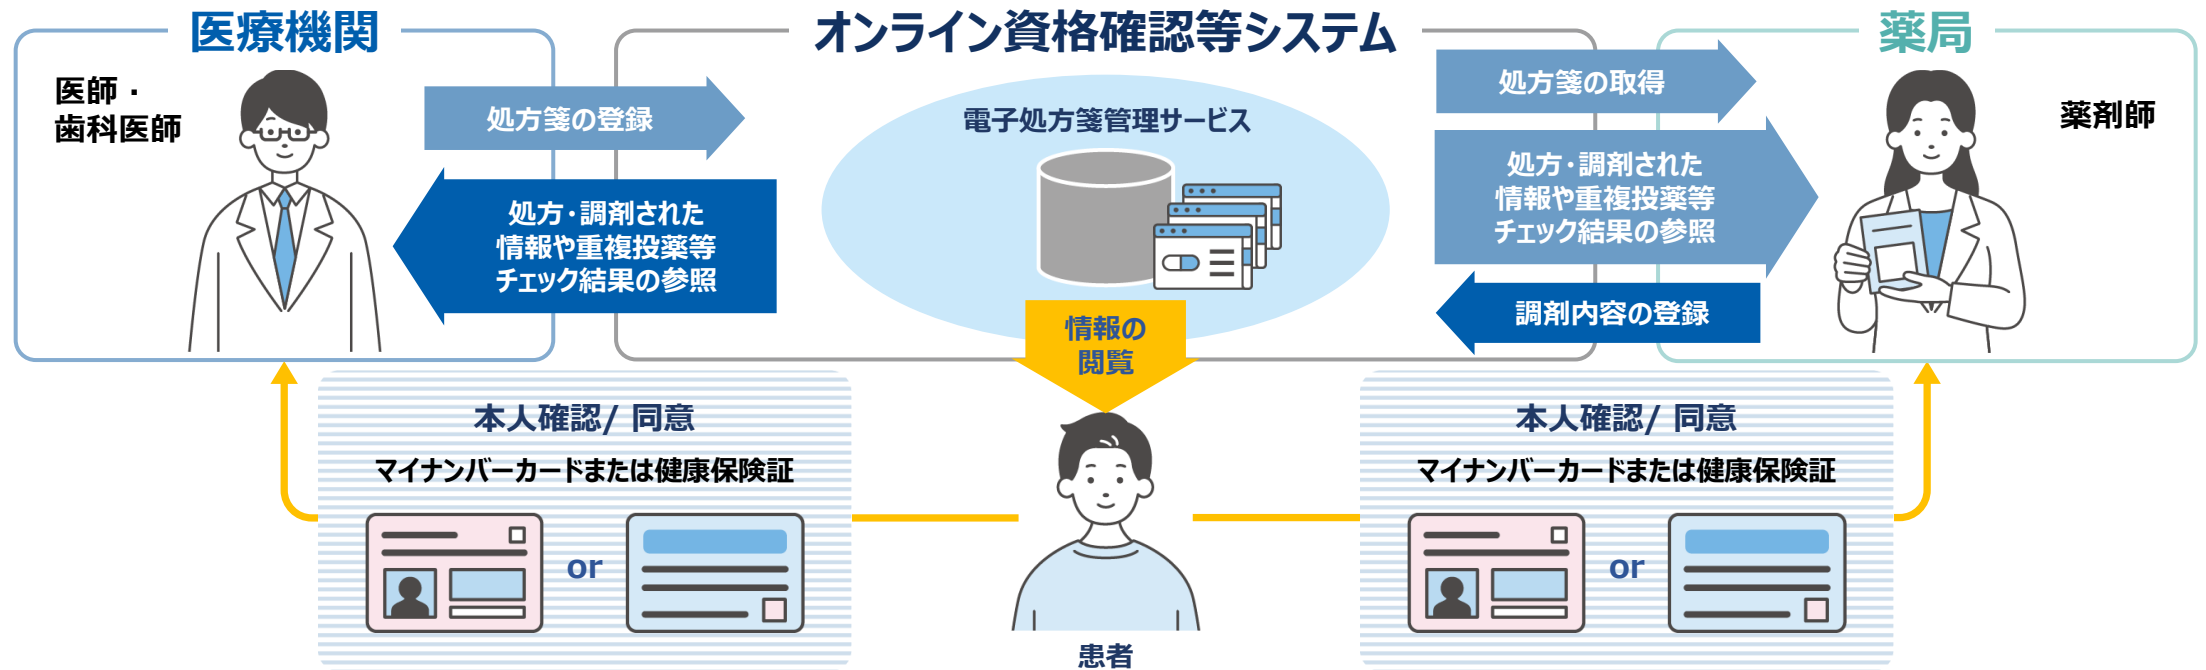 医療機関
医師・
歯科医師
処方箋の登録
処方・調剤された
情報や重複投薬等
チェック結果の参照
オンライン資格確認等システム
電子処方箋管理サービス
情報の
閲覧
処方箋の取得
処方・調剤された
情報や重複投薬等
チェック結果の参照
調剤内容の登録
薬局
薬剤師
本人確認/ 同意
マイナンバーカードまたは健康保険証
or
患者
本人確認/ 同意
マイナンバーカードまたは健康保険証
or